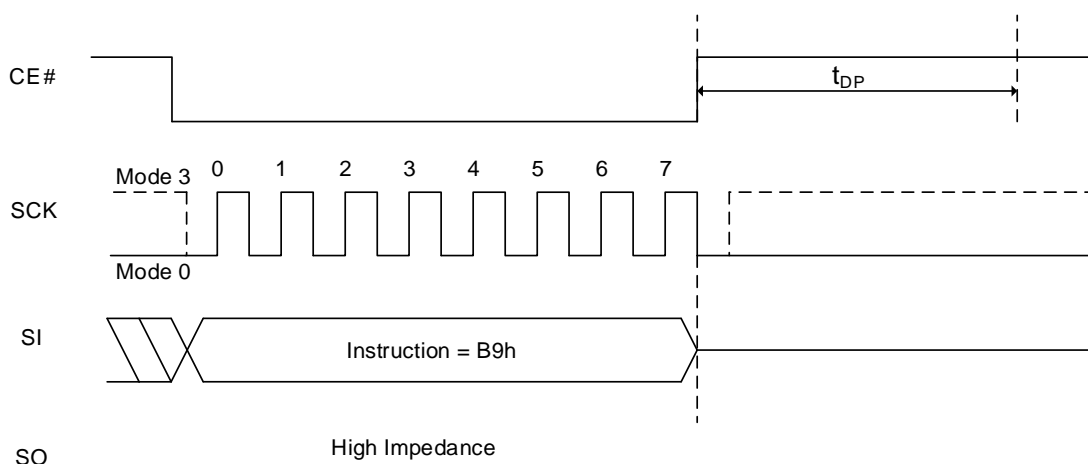 CE#
tDP
Mode 3
0 1 2 3 4 5 6 7
SCK
Mode 0
SI
Instruction = B9h
High Impedance
SO